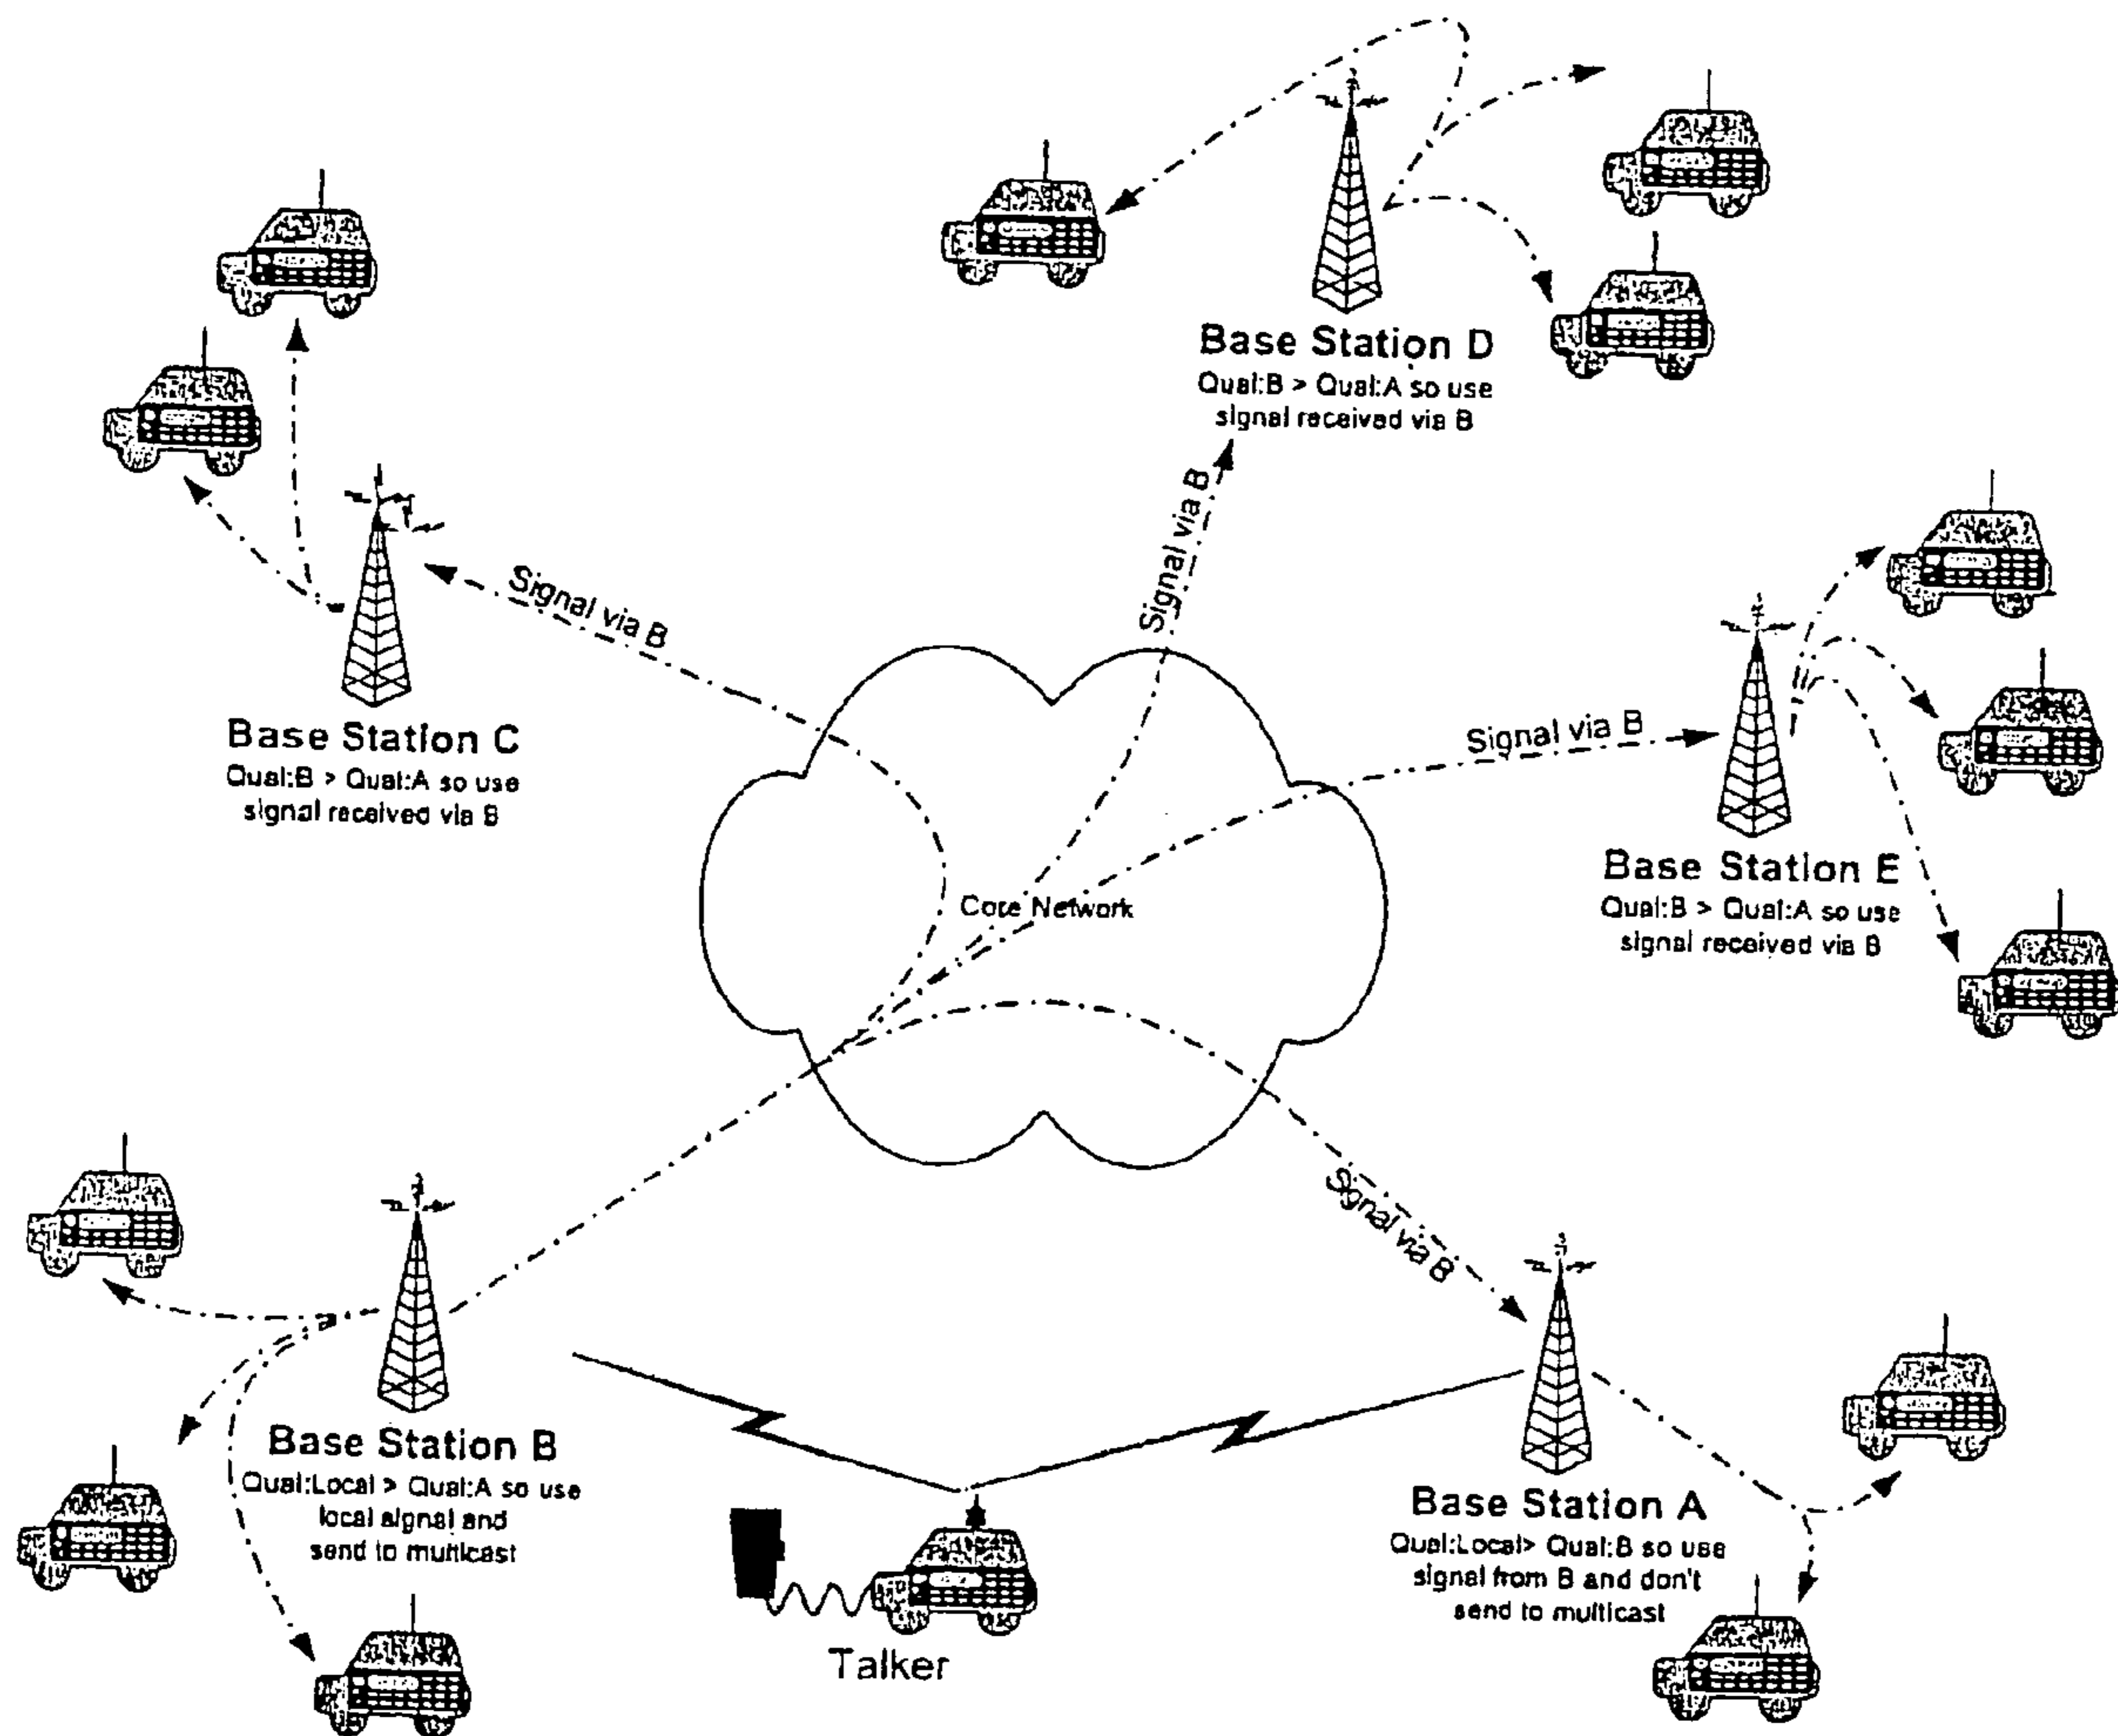 Base Station D
Qual:B > Qual:A so use
signal received via B
Signal via B
Signal via B
Base Station C
Qual:B > Qual:A so use
signal received via B
Signal via B
Base Station E
Qual:B > Qual:A so use
signal received via B
Core Network
Signal via B
Base Station B
Qual:Local > Qual:A so use
local signal and
send to multicast
Base Station A
Qual:Local> Qual:B so use
signal from B and don't
send to multicast
Talker